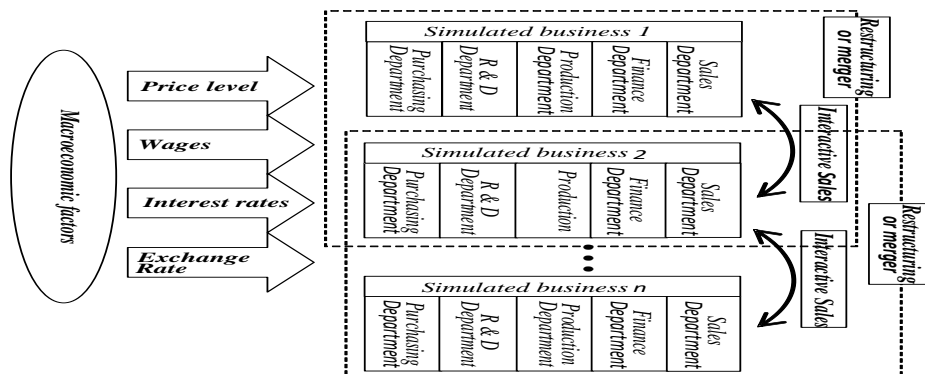 Macroeconomic factors
Price level
Wages
Interest rates
Exchange
Rate
Simulated business 1
Purchasing
Department
R & D
Department
Production
Department
Finance
Department
Sales
Department
Simulated business 2
Purchasing
Department
R & D
Department
Production
Finance
Department
Sales
Department
Simulated business n
Purchasing
Department
R & D
Department
Production
Department
Finance
Department
Sales
Department
Interactive Sales
Interactive Sales
Restructuring
or merger
Restructuring
or merger